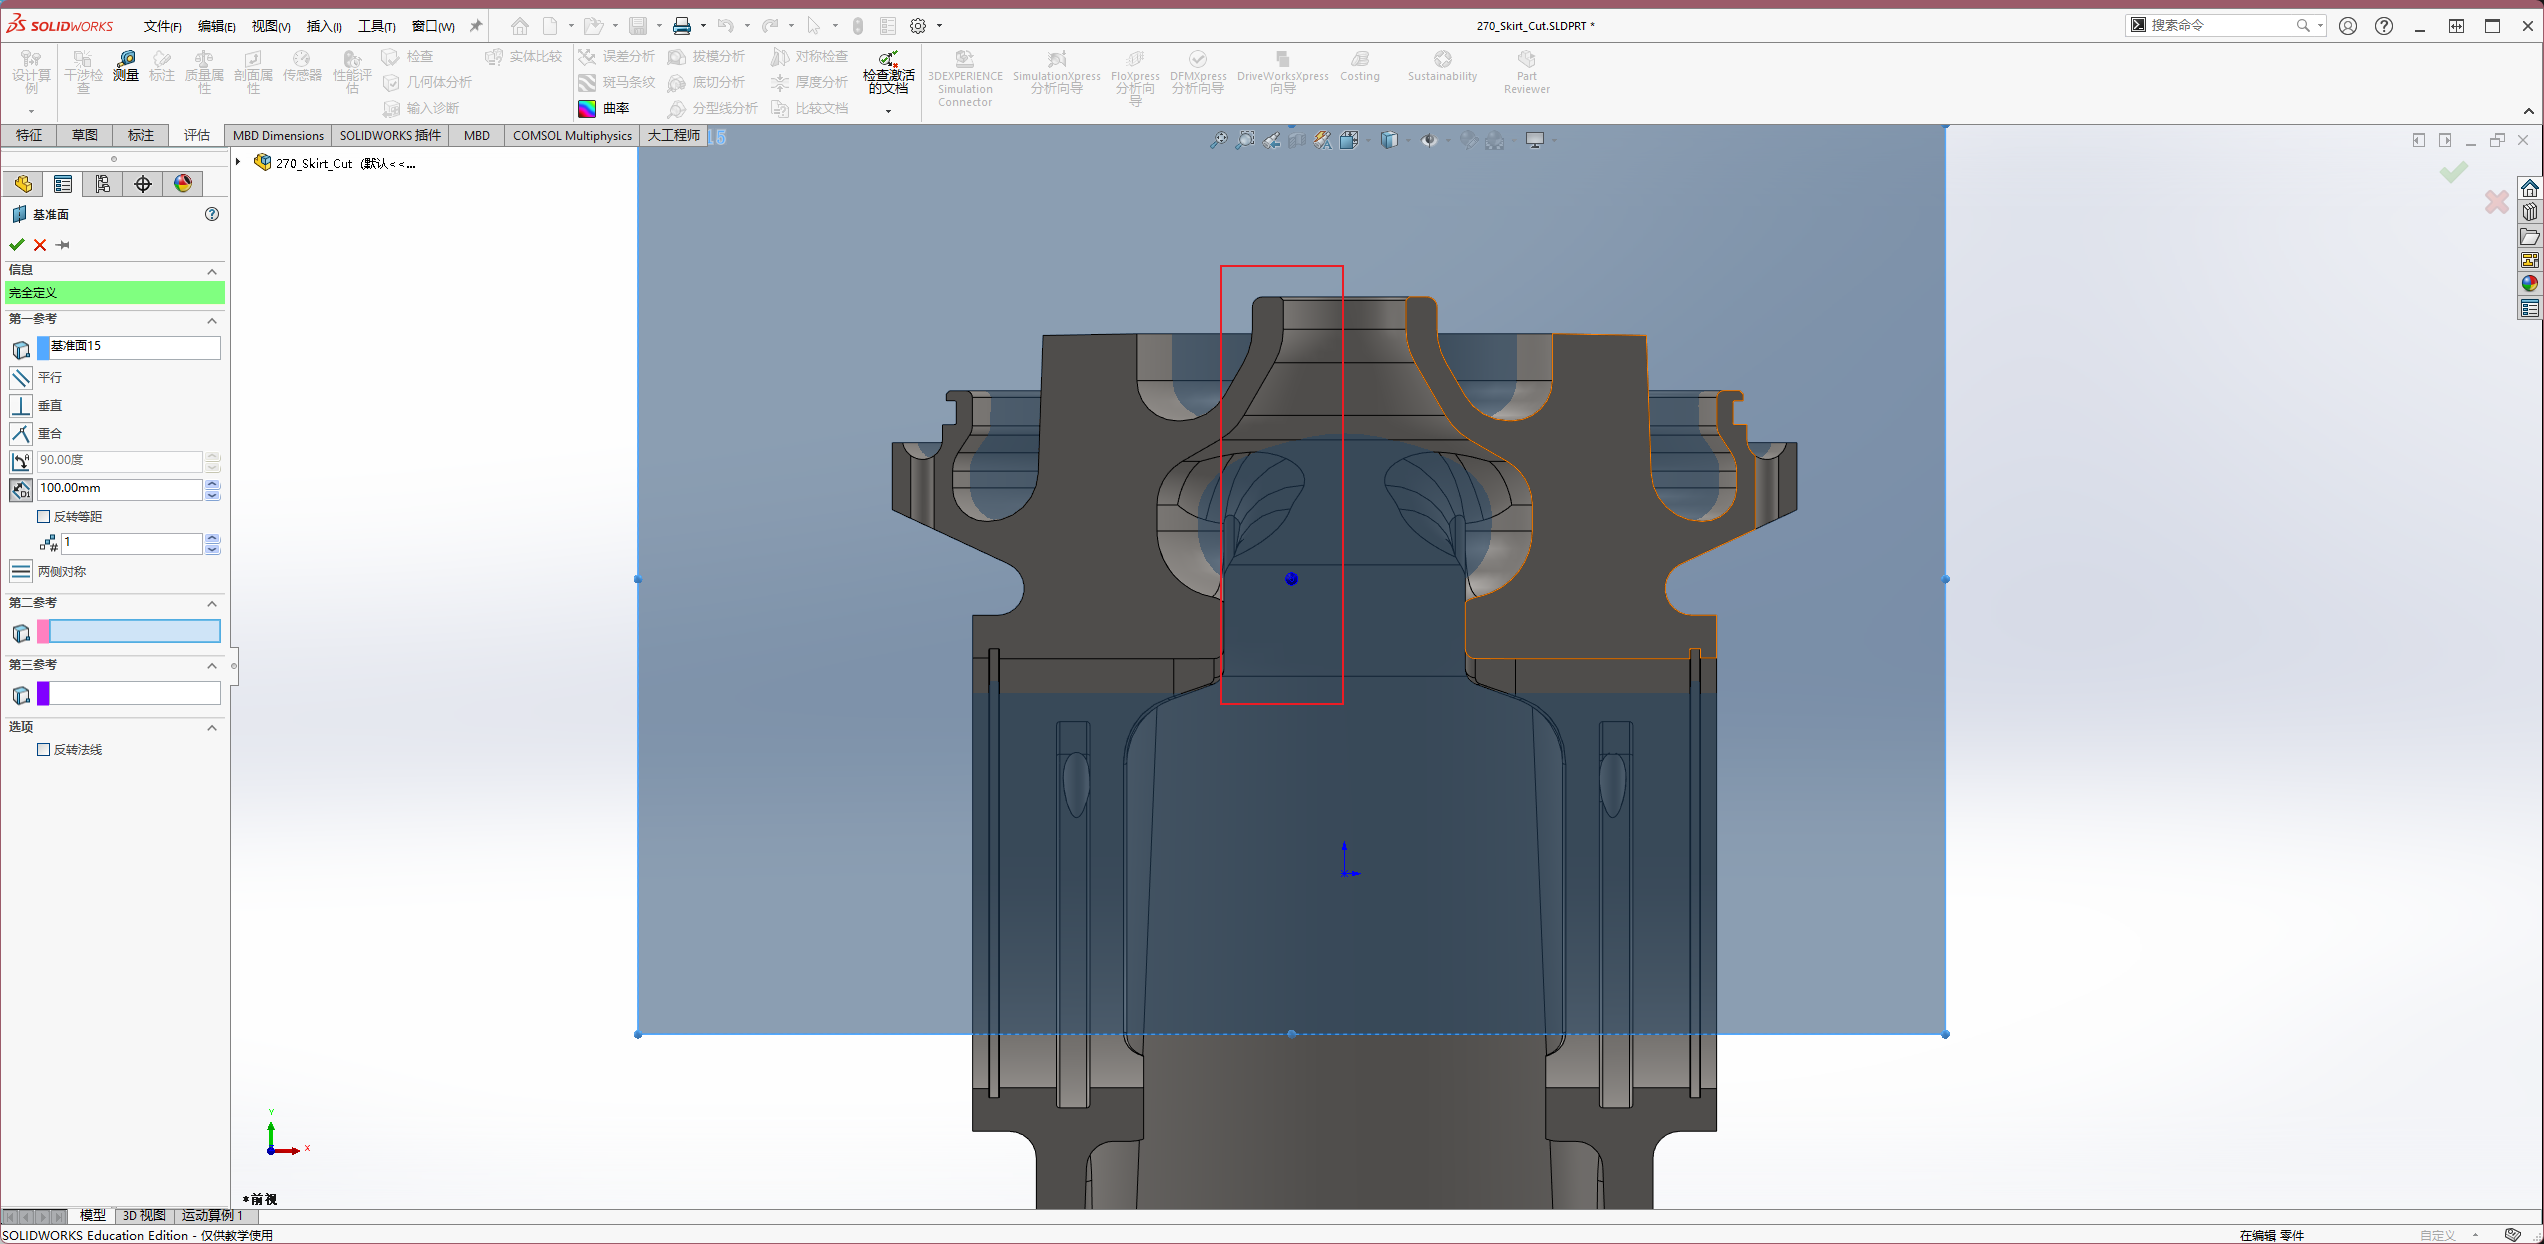 SOLIDWORKS
文件(F) 编辑(E) 视图(V) 插入(I) 工具(T) 窗口(W)
270_Skirt_Cut.SLDPRT *
搜索命令
设计算例
干涉检查
测量
标注
质量属性
剖面属性
传感器
性能评估
检查
几何体分析
输入诊断
实体比较
误差分析
斑马条纹
曲率
拔模分析
底切分析
分型线分析
对称检查
厚度分析
比较文档
检查激活的文档
3DEXPERIENCE Simulation Connector
SimulationXpress 分析向导
FloXpress 分析向导
DFMXpress 分析向导
DriveWorksXpress 向导
Costing
Sustainability
Part Reviewer
特征 草图 标注 评估 MBD Dimensions SOLIDWORKS 插件 MBD COMSOL Multiphysics 大工程师
15
270_Skirt_Cut (默认<<...
基准面
信息
完全定义
第一参考
基准面15
平行
垂直
重合
90.00度
100.00mm
反转等距
1
两侧对称
第二参考
第三参考
选项
反转法线
Y
X
*前视
模型 3D 视图 运动算例 1
SOLIDWORKS Education Edition - 仅供教学使用
在编辑 零件
自定义